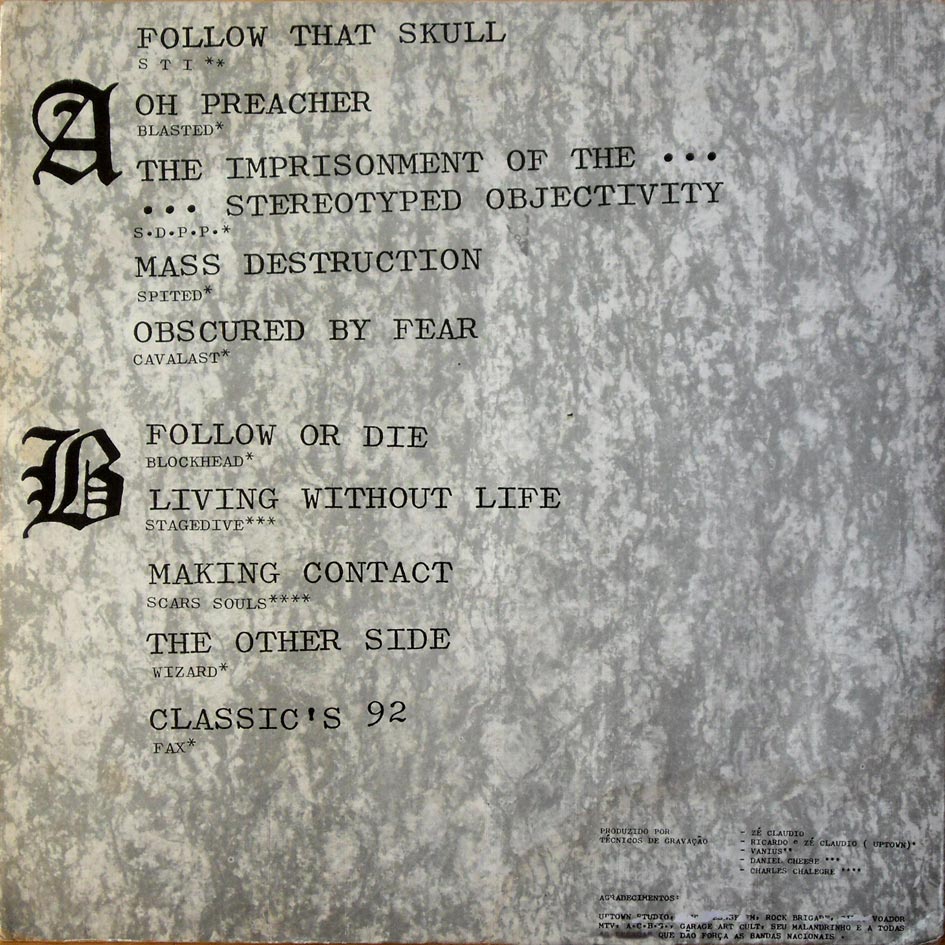 A
FOLLOW THAT SKULL
S T I **
OH PREACHER
BLASTED*
THE IMPRISONMENT OF THE •••
••• STEREOTYPED OBJECTIVITY
S•D•P•P•*
MASS DESTRUCTION
SPITED*
OBSCURED BY FEAR
CAVALAST*
B
FOLLOW OR DIE
BLOCKHEAD*
LIVING WITHOUT LIFE
STAGEDIVE***
MAKING CONTACT
SCARS SOULS****
THE OTHER SIDE
WIZARD*
CLASSIC'S 92
FAX*
PRODUZIDO POR - ZÉ CLAUDIO
TÉCNICOS DE GRAVAÇÃO - RICARDO e ZÉ CLAUDIO ( UPTOWN)*
- VANIUS**
- DANIEL CHEESE ***
- CHARLES CHALEGRE ****
AGRADECIMENTOS:
UPTOWN STUDIO, ROCK BRIGADE, VOADOR
MTV, GARAGE ART CULT, SEU MALANDRINHO E A TODAS
QUE DAO FORÇA AS BANDAS NACIONAIS .